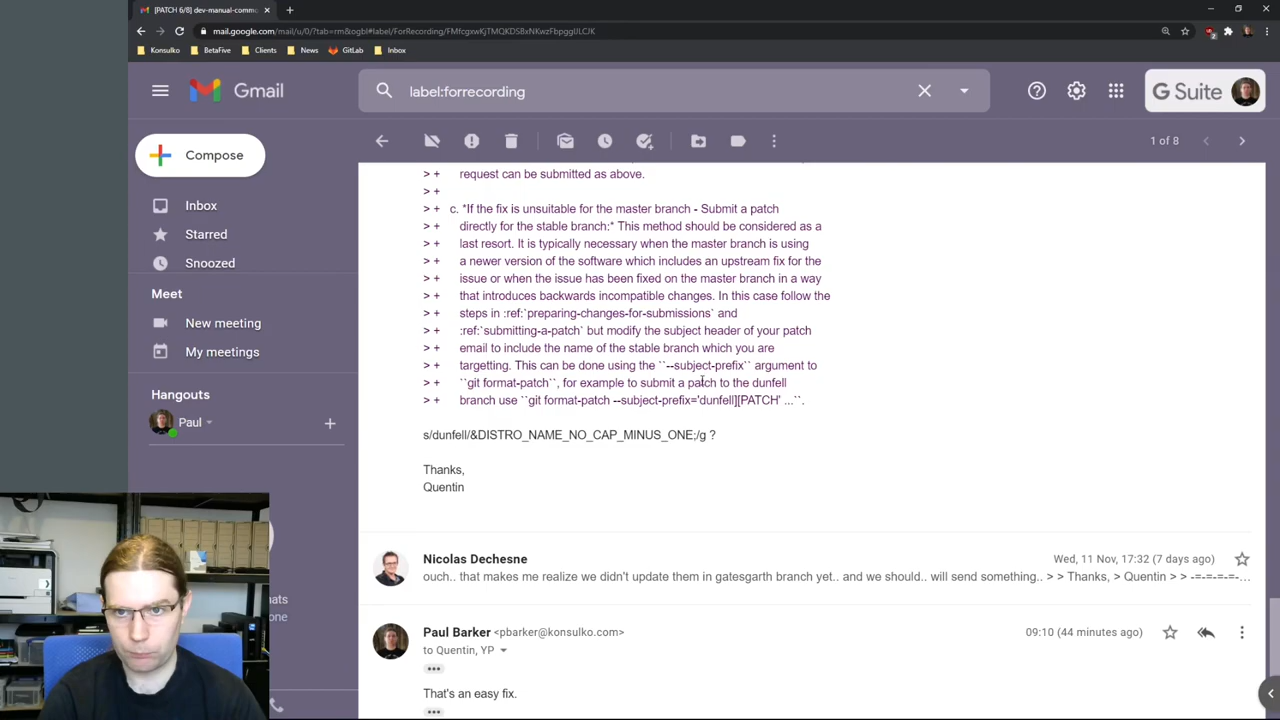 [PATCH 6/8] dev-manual-commo
mail.google.com/mail/u/0/?tab=rm&ogbl#label/ForRecording/FMfcgxwKjTMQKDSBxNKwzFbpggllLCJK
Konsulko
BetaFive
Clients
News
GitLab
Inbox
Gmail
label:forrecording
G Suite
Compose
1 of 8
Inbox
Starred
Snoozed
Meet
New meeting
My meetings
Hangouts
Paul
> + request can be submitted as above.
> +
> + c. *If the fix is unsuitable for the master branch - Submit a patch
> + directly for the stable branch:* This method should be considered as a
> + last resort. It is typically necessary when the master branch is using
> + a newer version of the software which includes an upstream fix for the
> + issue or when the issue has been fixed on the master branch in a way
> + that introduces backwards incompatible changes. In this case follow the
> + steps in :ref:`preparing-changes-for-submissions` and
> + :ref:`submitting-a-patch` but modify the subject header of your patch
> + email to include the name of the stable branch which you are
> + targetting. This can be done using the ``--subject-prefix`` argument to
> + ``git format-patch``, for example to submit a patch to the dunfell
> + branch use ``git format-patch --subject-prefix='dunfell][PATCH' ...``.
s/dunfell/&DISTRO_NAME_NO_CAP_MINUS_ONE;/g ?
Thanks,
Quentin
Nicolas Dechesne
Wed, 11 Nov, 17:32 (7 days ago)
ouch.. that makes me realize we didn't update them in gatesgarth branch yet.. and we should.. will send something.. > > Thanks, > Quentin > > -=-=-=-=-...
Paul Barker <pbarker@konsulko.com>
09:10 (44 minutes ago)
to Quentin, YP
That's an easy fix.